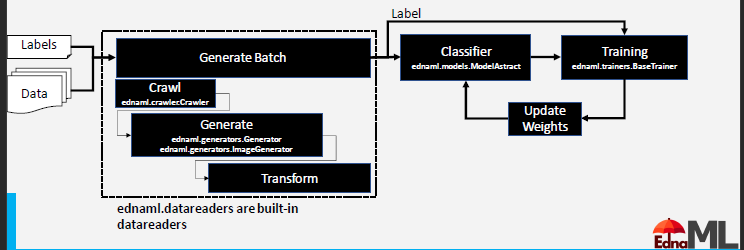 Label
Labels
Data
Generate Batch
Crawl
ednaml.crawler.Crawler
Generate
ednaml.generators.Generator
ednaml.generators.ImageGenerator
Transform
ednaml.datareaders are built-in
datareaders
Classifier
ednaml.models.ModelAstract
Training
ednaml.trainers.BaseTrainer
Update
Weights
EdnaML